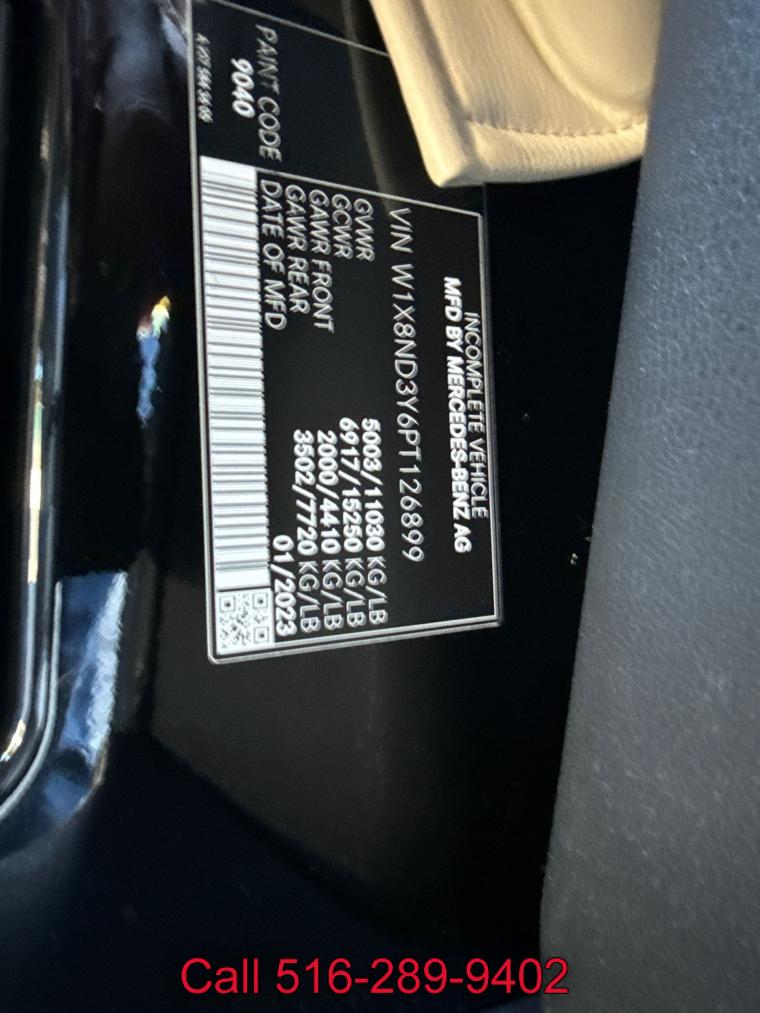 INCOMPLETE VEHICLE
MFD BY MERCEDES-BENZ AG
VIN W1X8ND3Y6PT126899
GVWR 5003/11030 KG/LB
GCWR 6917/15250 KG/LB
GAWR FRONT 2000/4410 KG/LB
GAWR REAR 3502/7720 KG/LB
DATE OF MFD 01/2023
PAINT CODE
9040
Call 516-289-9402